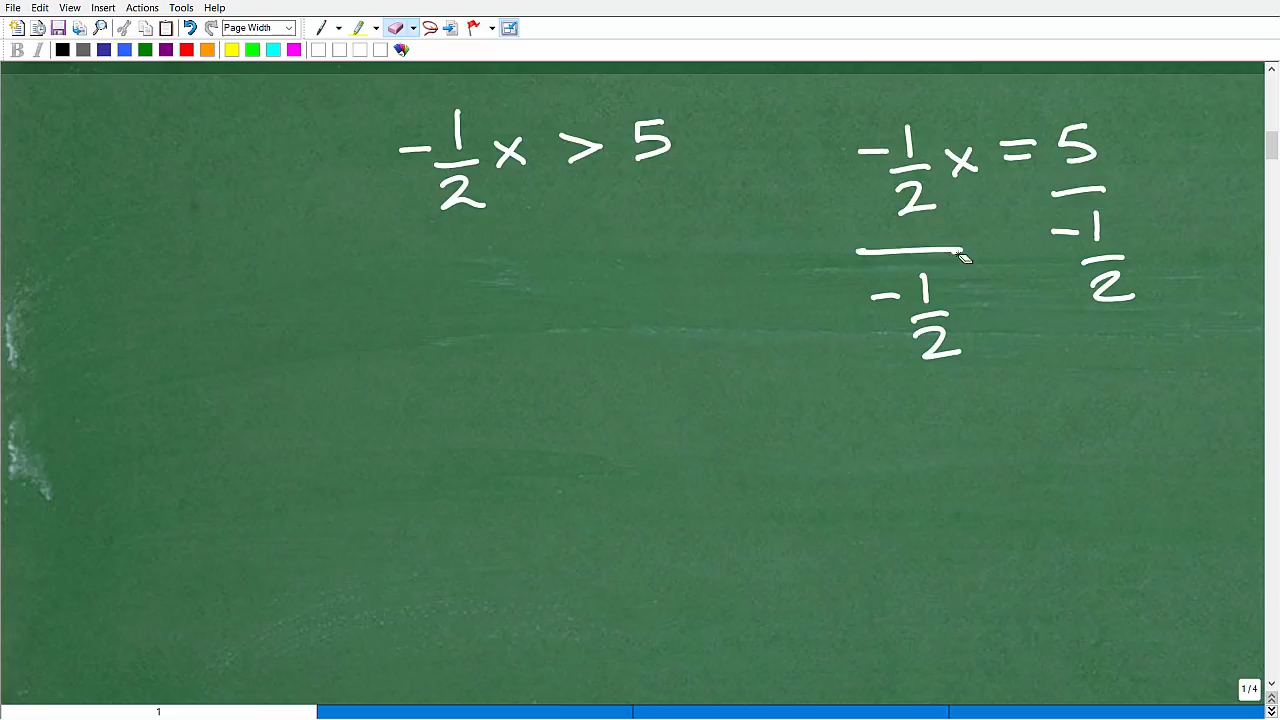 File Edit View Insert Actions Tools Help
Page Width
B I
-1/2 x > 5
-1/2 x = 5
-1/2
-1/2
1/4
1